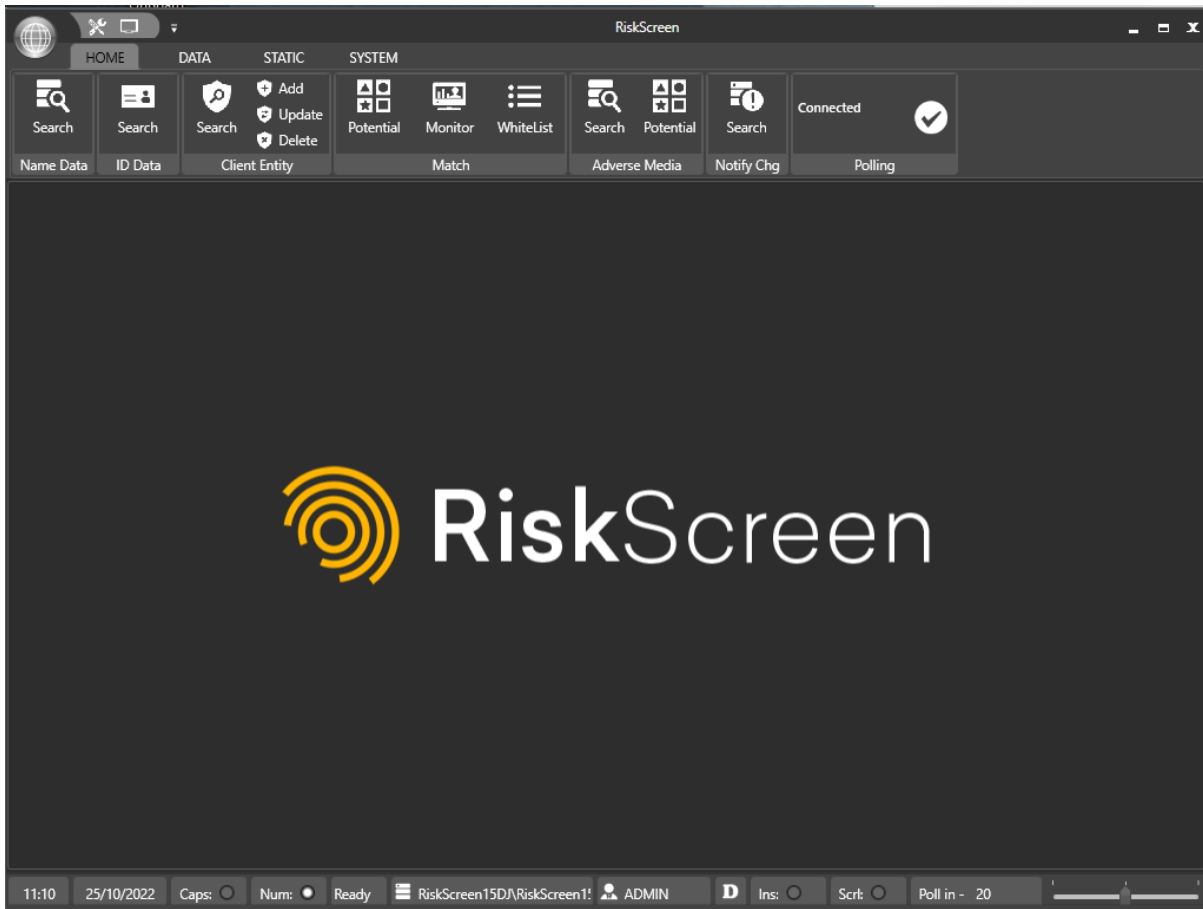 RiskScreen
HOME DATA STATIC SYSTEM
Search
Name Data
Search
ID Data
Search
Add
Update
Delete
Client Entity
Potential Monitor WhiteList
Match
Search Potential
Adverse Media
Search
Notify Chg
Connected
Polling
RiskScreen
11:10 25/10/2022 Caps: Num: Ready RiskScreen15DJ\RiskScreen1 ADMIN D Ins: Scrl: Poll in - 20